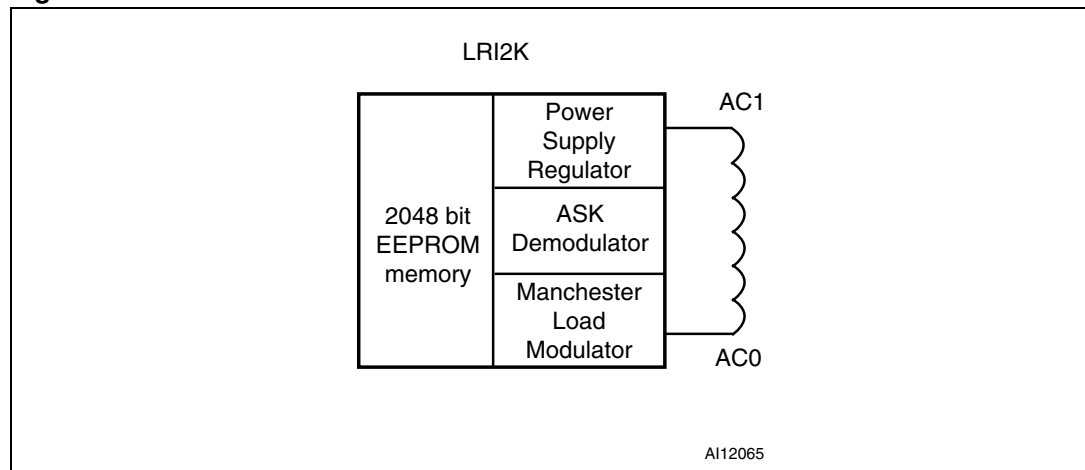 LRI2K
AC1
Power
Supply
Regulator
2048 bit
EEPROM
memory
ASK
Demodulator
Manchester
Load
Modulator
AC0
AI12065